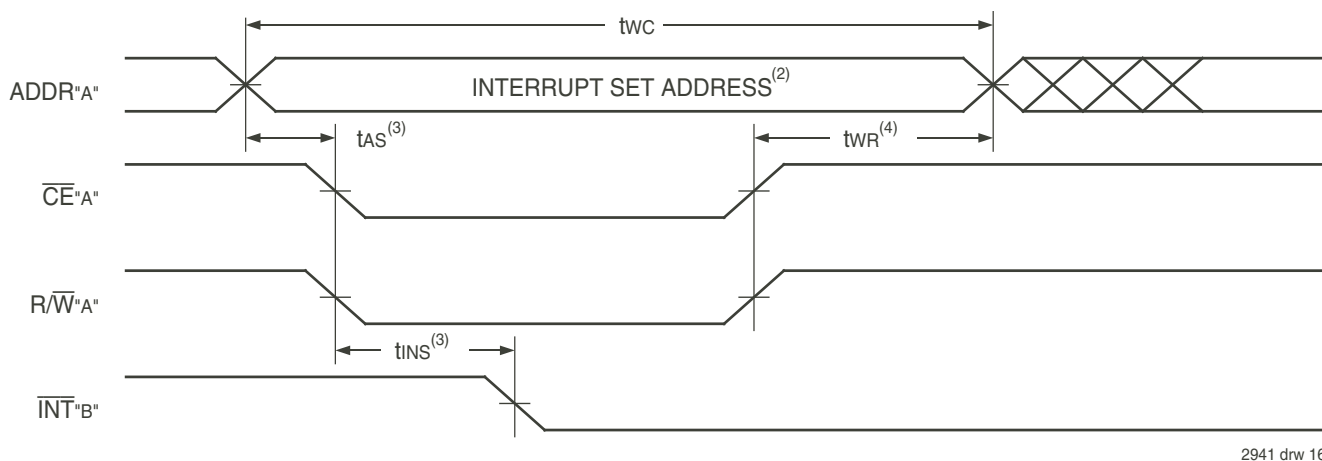 tWC
ADDR"A"
INTERRUPT SET ADDRESS(2)
tAS(3)
tWR(4)
CE"A"
R/W"A"
tINS(3)
INT"B"
2941 drw 16